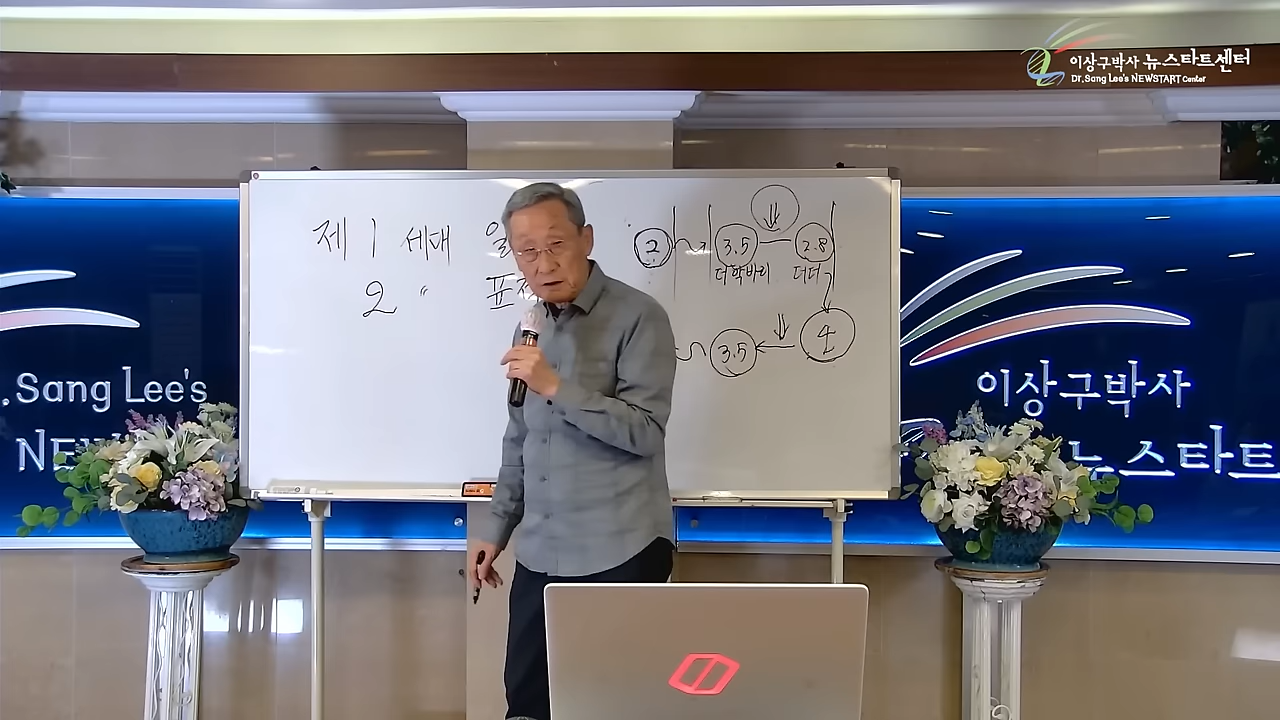 이상구박사 뉴스타트센터
Dr.Sang Lee's NEWSTART Center
제 1 세대
2 〃
2
3.5
2.8
더학바리
더더
4
3.5
.Sang Lee's
이상구박사
뉴스타트